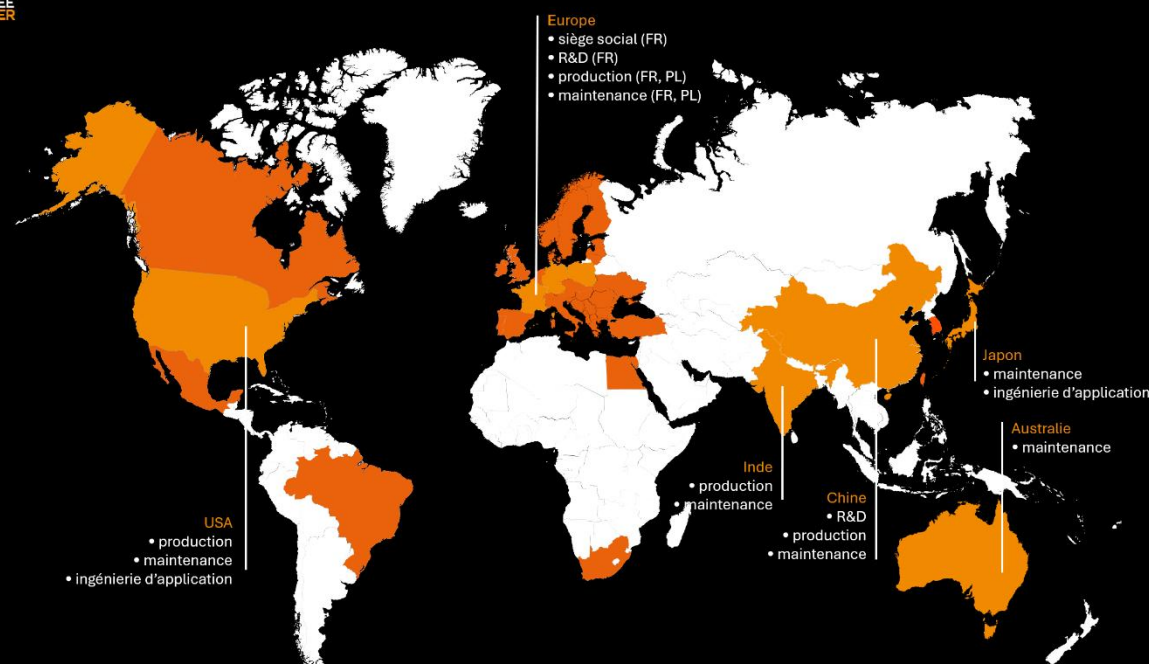 ER
Europe
• siège social (FR)
• R&D (FR)
• production (FR, PL)
• maintenance (FR, PL)
Japon
• maintenance
• ingénierie d’application
Australie
• maintenance
Inde
• production
• maintenance
Chine
• R&D
• production
• maintenance
USA
• production
• maintenance
• ingénierie d’application